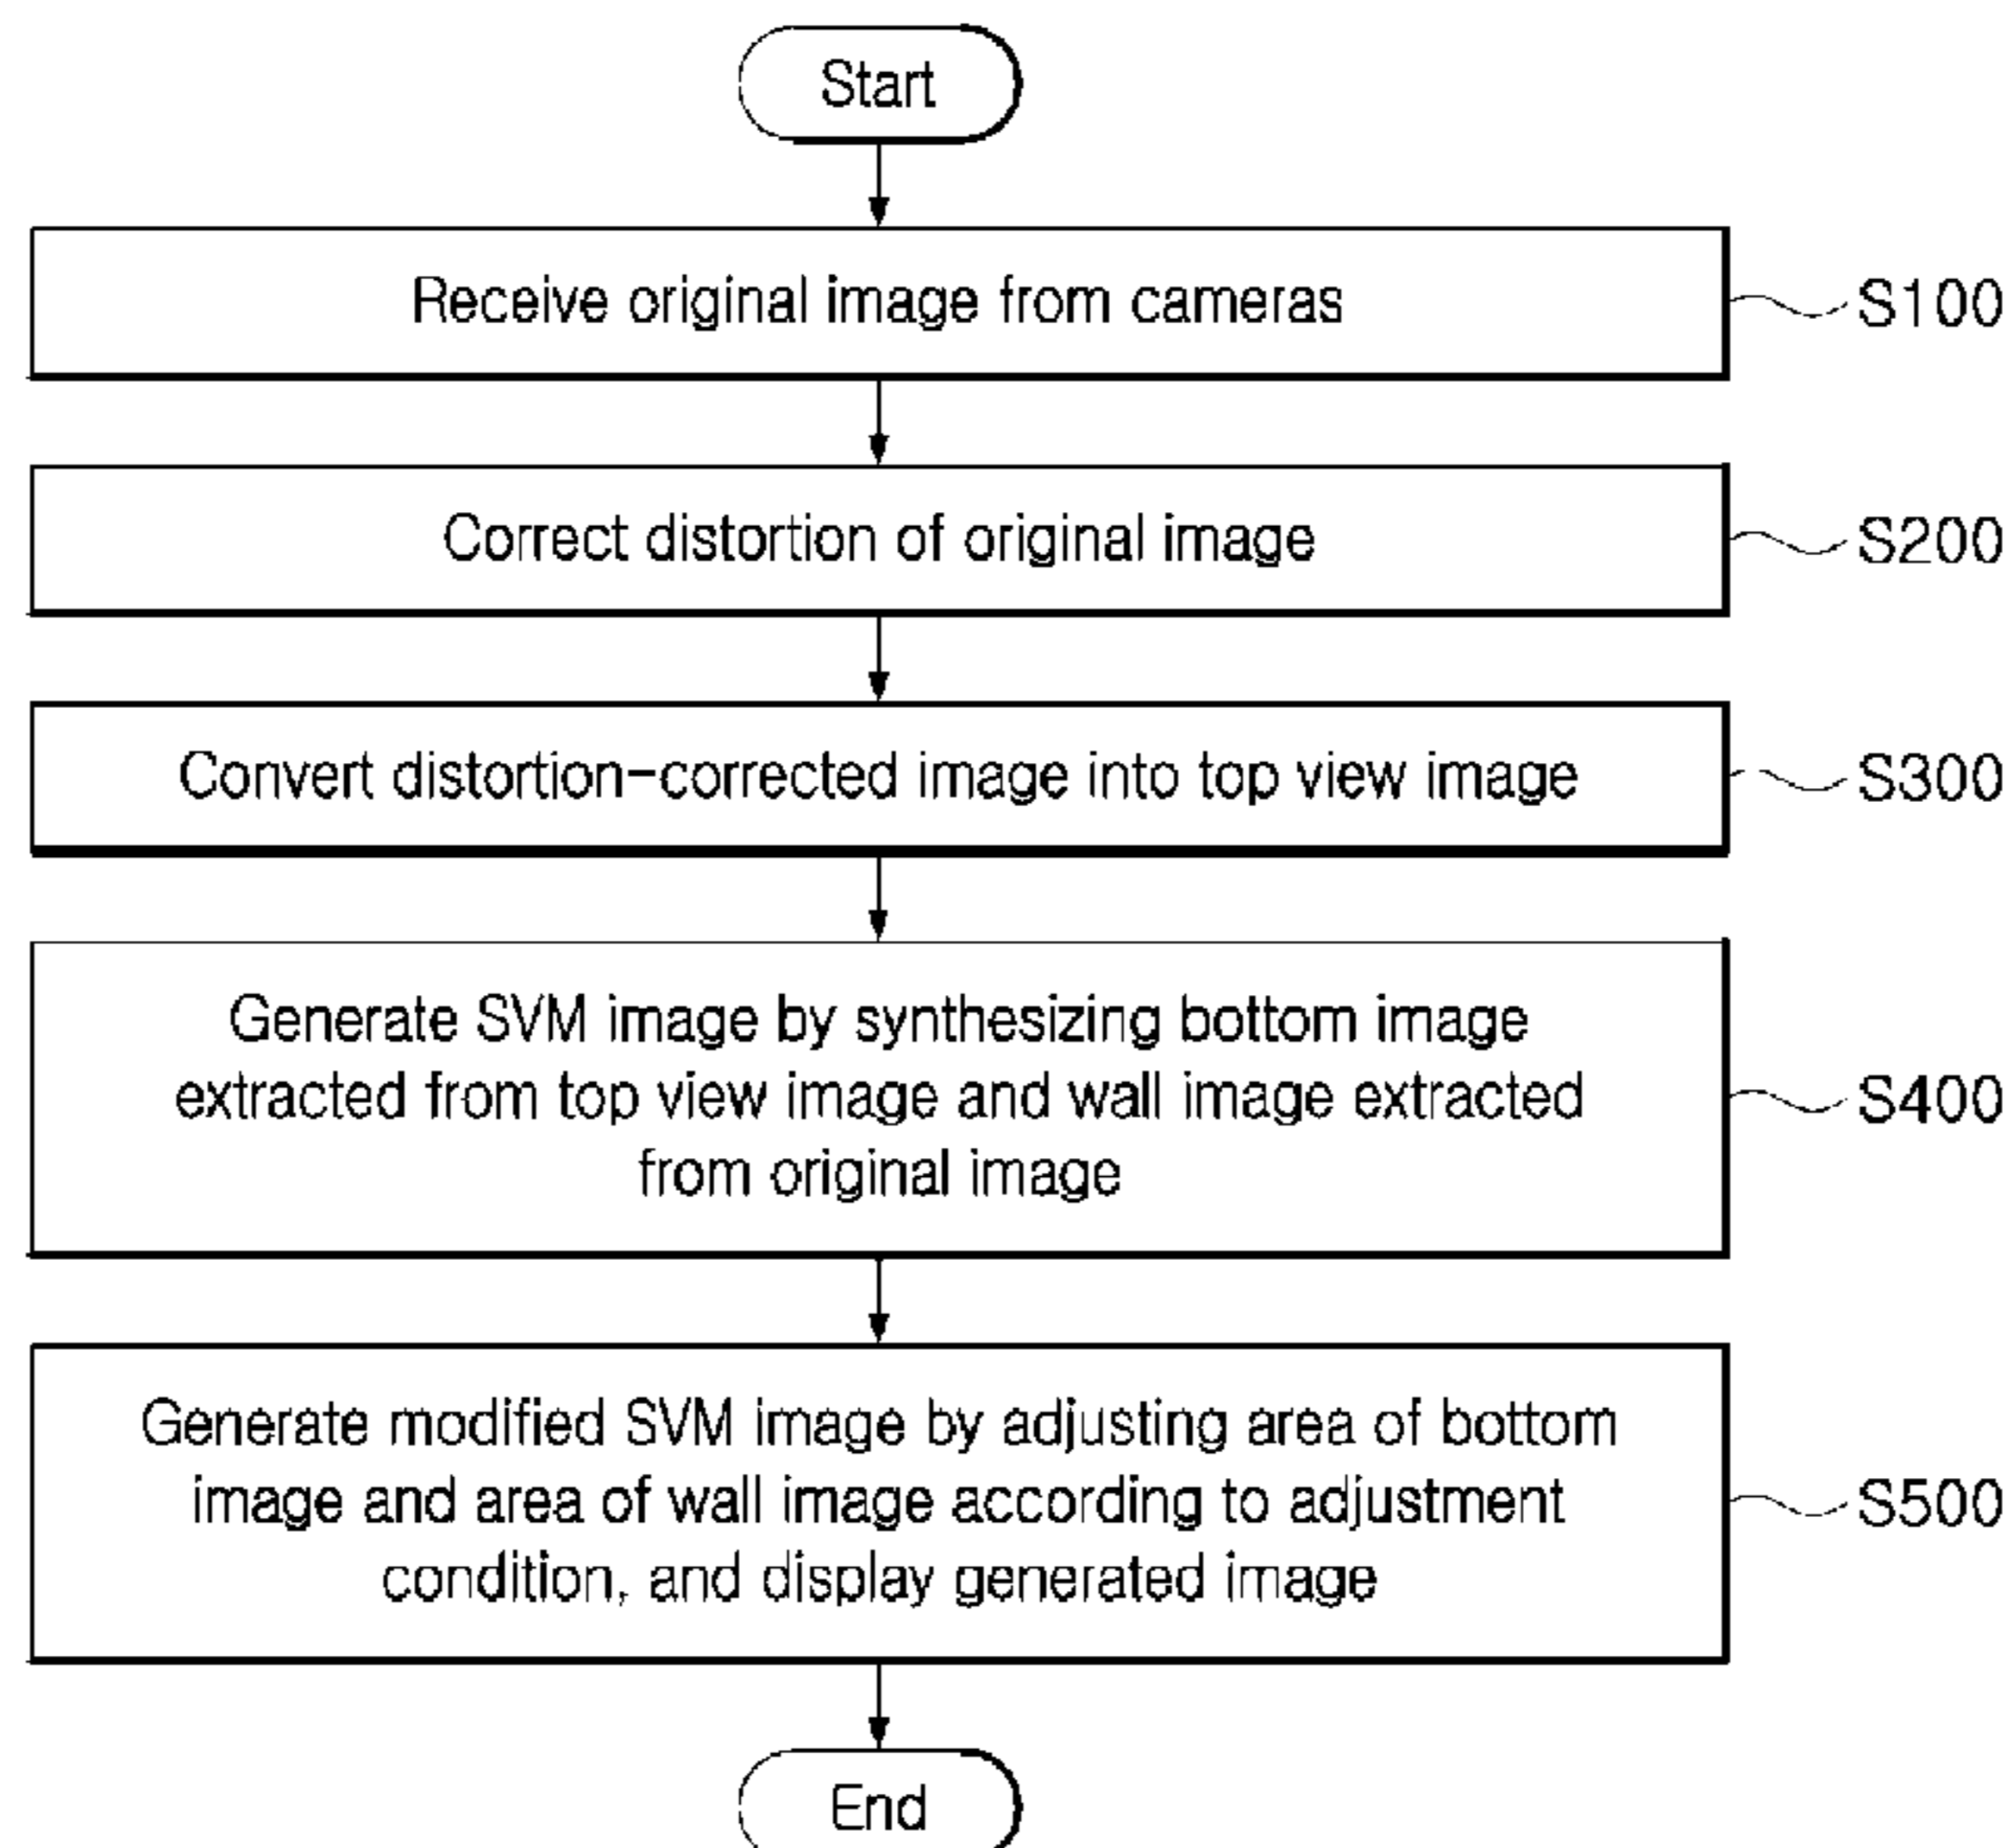 Start
Receive original image from cameras
S100
Correct distortion of original image
S200
Convert distortion-corrected image into top view image
S300
Generate SVM image by synthesizing bottom image
extracted from top view image and wall image extracted
from original image
S400
Generate modified SVM image by adjusting area of bottom
image and area of wall image according to adjustment
condition, and display generated image
S500
End